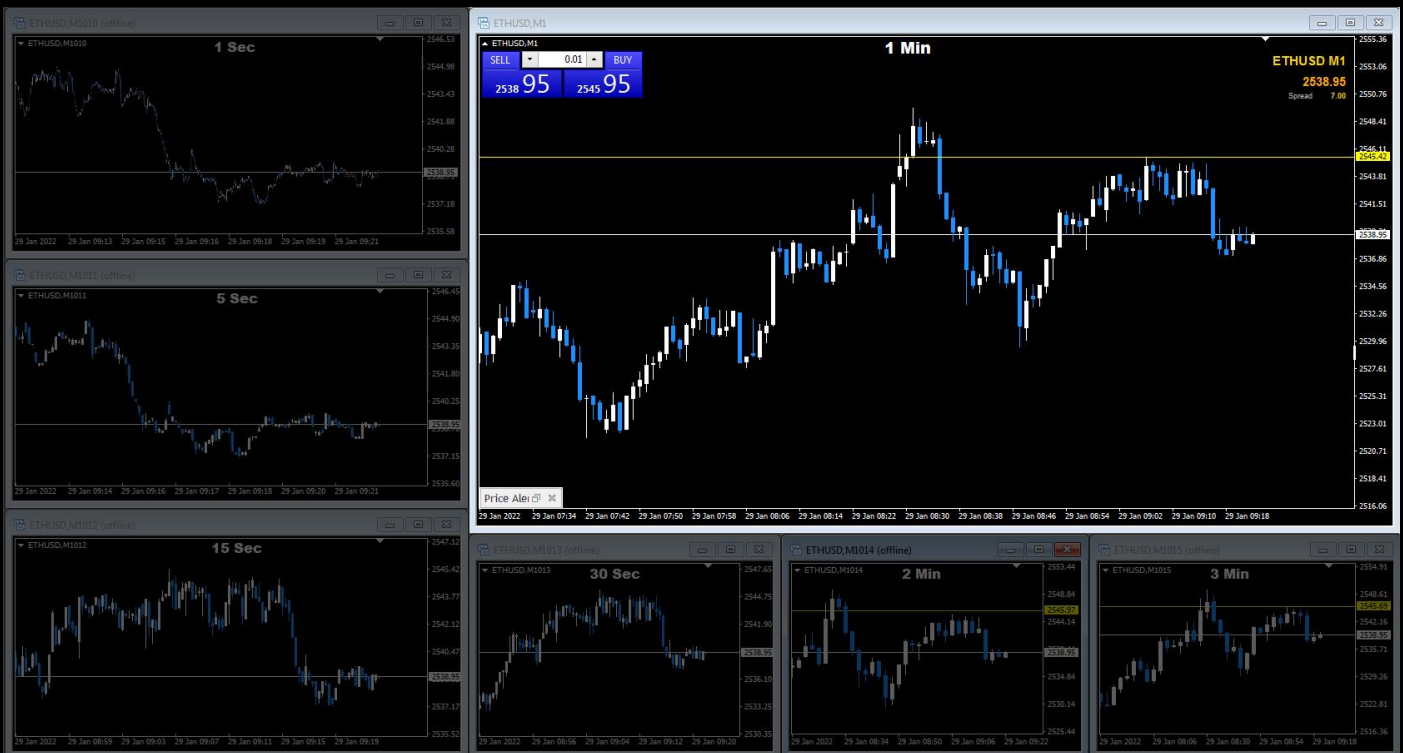 ETHUSD,M1010 (offline)
ETHUSD,M1010
1 Sec
2546.53
2544.98
2543.43
2541.88
2540.28
2538.95
2537.18
2535.58
29 Jan 2022 29 Jan 09:13 29 Jan 09:15 29 Jan 09:16 29 Jan 09:18 29 Jan 09:19 29 Jan 09:21
ETHUSD,M1011 (offline)
ETHUSD,M1011
5 Sec
2546.45
2544.90
2543.35
2541.80
2540.25
2538.95
2537.15
2535.60
29 Jan 2022 29 Jan 09:14 29 Jan 09:16 29 Jan 09:17 29 Jan 09:18 29 Jan 09:20 29 Jan 09:21
ETHUSD,M1012 (offline)
ETHUSD,M1012
15 Sec
2547.12
2545.42
2543.77
2542.12
2540.47
2538.95
2537.17
2535.52
29 Jan 2022 29 Jan 08:59 29 Jan 09:03 29 Jan 09:07 29 Jan 09:11 29 Jan 09:15 29 Jan 09:19
ETHUSD,M1
ETHUSD,M1
1 Min
SELL 0.01 BUY
2538 95 2545 95
ETHUSD M1
2538.95
Spread 7.00
2555.36
2553.06
2550.76
2548.41
2546.11
2545.42
2543.81
2541.51
2538.95
2536.86
2534.56
2532.26
2529.96
2527.61
2525.31
2523.01
2520.71
2518.41
2516.06
Price Aler
29 Jan 2022 29 Jan 07:34 29 Jan 07:42 29 Jan 07:50 29 Jan 07:58 29 Jan 08:06 29 Jan 08:14 29 Jan 08:22 29 Jan 08:30 29 Jan 08:38 29 Jan 08:46 29 Jan 08:54 29 Jan 09:02 29 Jan 09:10 29 Jan 09:18
ETHUSD,M1013 (offline)
ETHUSD,M1013
30 Sec
2547.65
2544.75
2541.90
2538.95
2536.10
2533.25
2530.35
29 Jan 2022 29 Jan 08:56 29 Jan 09:04 29 Jan 09:12 29 Jan 09:20
ETHUSD,M1014 (offline)
ETHUSD,M1014
2 Min
2553.44
2548.84
2545.97
2544.14
2538.95
2534.84
2530.14
2525.44
29 Jan 2022 29 Jan 08:34 29 Jan 08:50 29 Jan 09:06 29 Jan 09:22
ETHUSD,M1015 (offline)
ETHUSD,M1015
3 Min
2554.91
2548.61
2545.69
2542.16
2538.95
2535.71
2529.26
2522.81
2516.36
29 Jan 2022 29 Jan 08:06 29 Jan 08:30 29 Jan 08:54 29 Jan 09:18